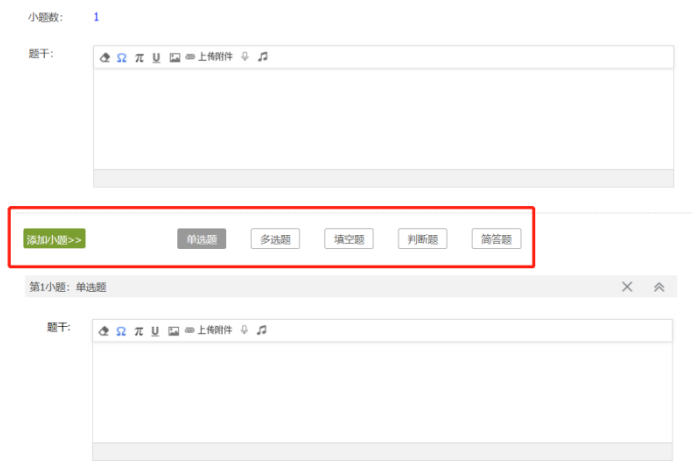 小题数： 1
题干：
Ω π U 上传附件
添加小题>> 单选题 多选题 填空题 判断题 简答题
第1小题：单选题
题干:
Ω π U 上传附件